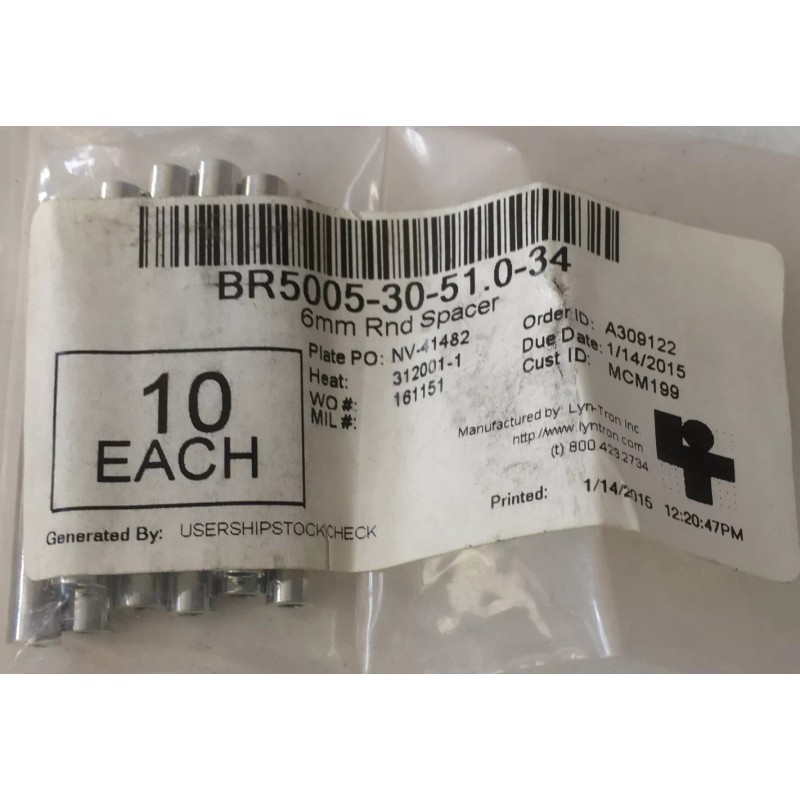 BR5005-30-51.0-34
6mm Rnd Spacer
10
EACH
Plate PO: NV-41482
Heat: 312001-1
WO #: 161151
MIL #:
Order ID: A309122
Due Date: 1/14/2015
Cust ID: MCM199
Manufactured by: Lyn-Tron Inc.
http://www.lyntron.com
(t) 800.423.2734
Printed: 1/14/2015 12:20:47PM
Generated By: USERSHIPSTOCKCHECK